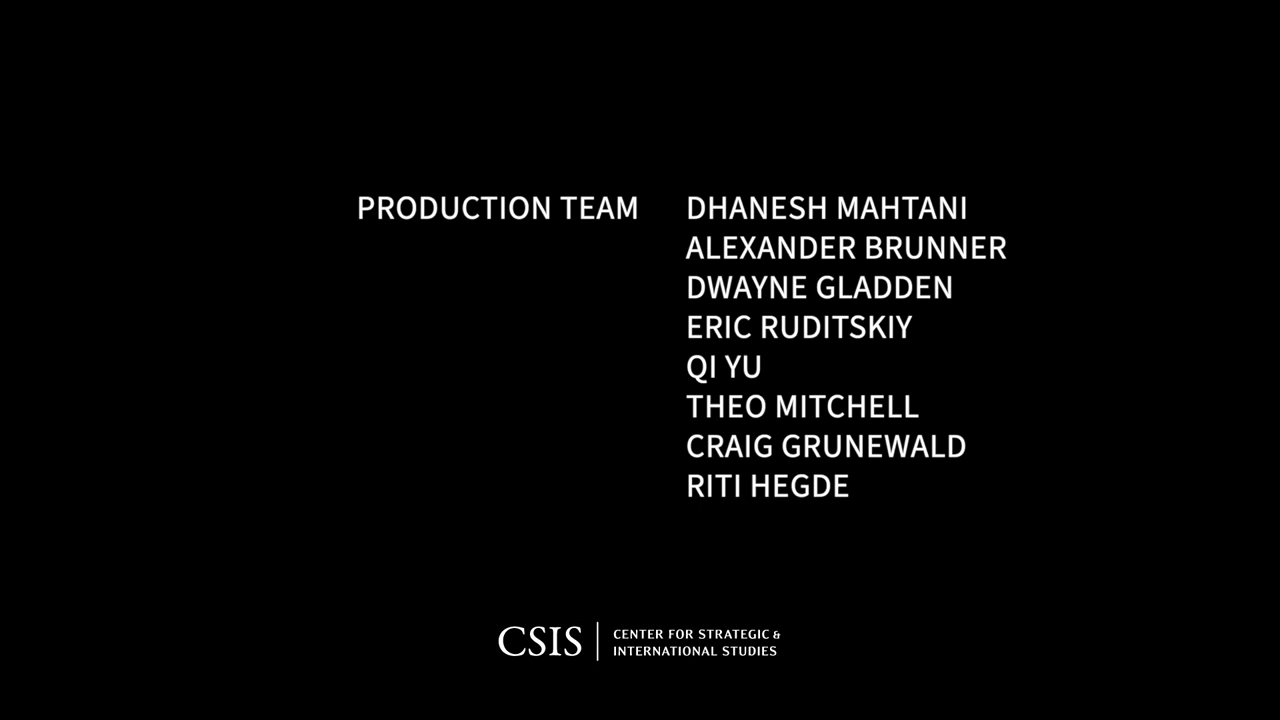 PRODUCTION TEAM DHANESH MAHTANI
ALEXANDER BRUNNER
DWAYNE GLADDEN
ERIC RUDITSKIY
QI YU
THEO MITCHELL
CRAIG GRUNEWALD
RITI HEGDE
CSIS
CENTER FOR STRATEGIC &
INTERNATIONAL STUDIES